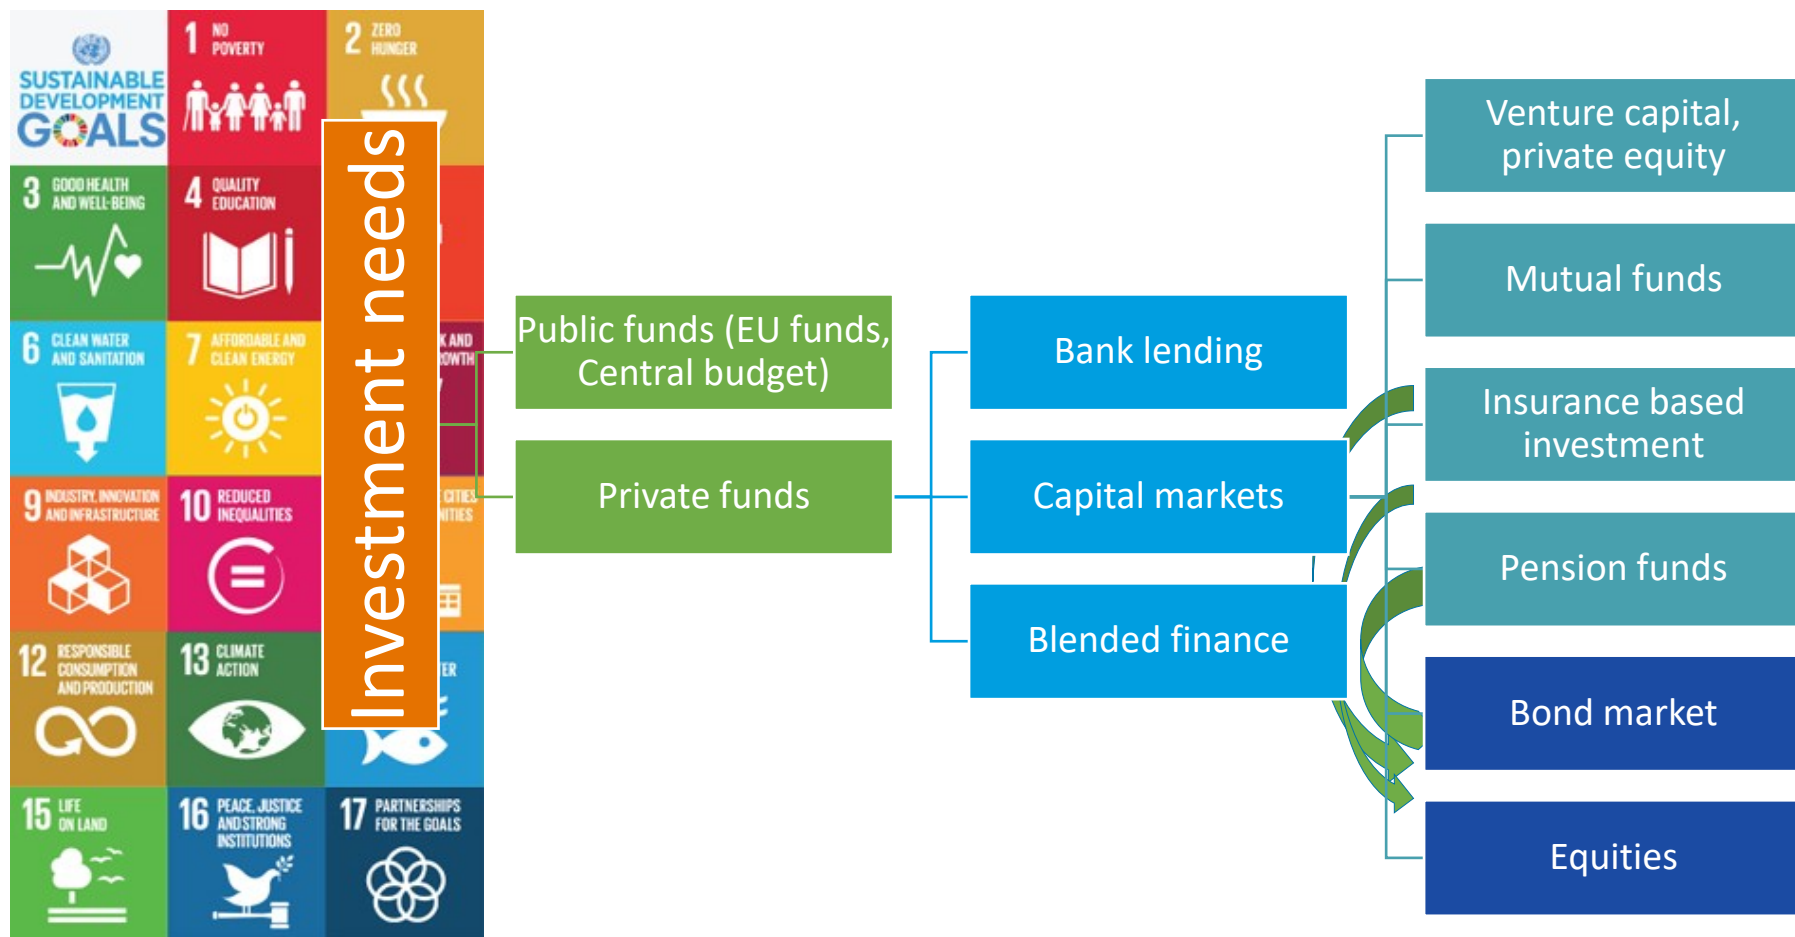 SUSTAINABLE
DEVELOPMENT
GOALS
1 NO
POVERTY
2 ZERO
HUNGER
3 GOOD HEALTH
AND WELL-BEING
4 QUALITY
EDUCATION
6 CLEAN WATER
AND SANITATION
7 AFFORDABLE AND
CLEAN ENERGY
AND
9 INDUSTRY, INNOVATION
AND INFRASTRUCTURE
10 REDUCED
INEQUALITIES
CITIES
12 RESPONSIBLE
CONSUMPTION
AND PRODUCTION
13 CLIMATE
ACTION
15 LIFE
ON LAND
16 PEACE, JUSTICE
AND STRONG
INSTITUTIONS
17 PARTNERSHIPS
FOR THE GOALS
Investment needs
Public funds (EU funds,
Central budget)
Private funds
Bank lending
Capital markets
Blended finance
Venture capital,
private equity
Mutual funds
Insurance based
investment
Pension funds
Bond market
Equities